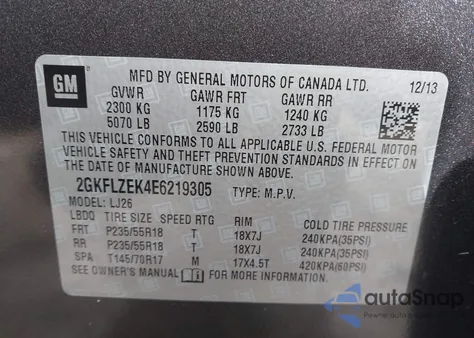 GM
MFD BY GENERAL MOTORS OF CANADA LTD. 12/13
GVWR GAWR FRT GAWR RR
2300 KG 1175 KG 1240 KG
5070 LB 2590 LB 2733 LB
THIS VEHICLE CONFORMS TO ALL APPLICABLE U.S. FEDERAL MOTOR
VEHICLE SAFETY AND THEFT PREVENTION STANDARDS IN EFFECT ON
THE DATE OF MANUFACTURE SHOWN ABOVE.
2GKFLZEK4E6219305 TYPE: M.P.V.
MODEL: LJ26
LBDQ TIRE SIZE SPEED RTG RIM COLD TIRE PRESSURE
FRT P235/55R18 T 18X7J 240KPA(35PSI)
RR P235/55R18 T 18X7J 240KPA(35PSI)
SPA T145/70R17 M 17X4.5T 420KPA(60PSI)
SEE OWNER'S MANUAL FOR MORE INFORMATION.
autoSnap